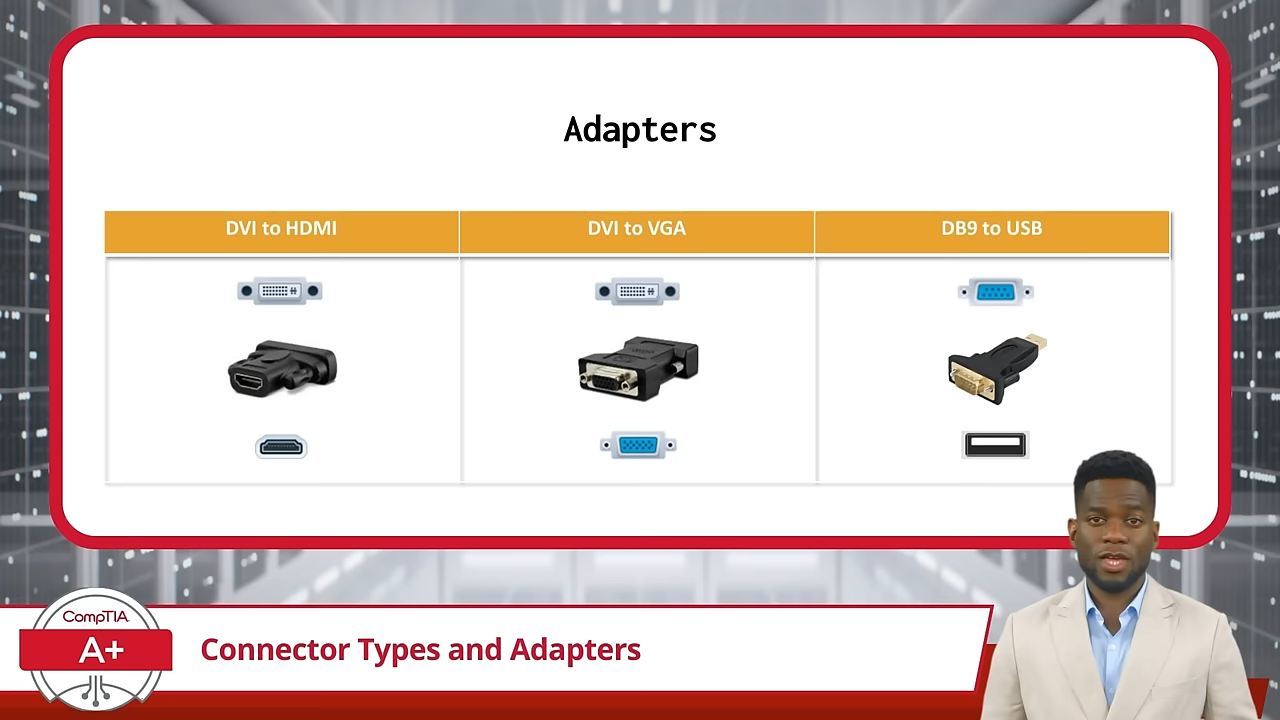 Adapters
DVI to HDMI
DVI to VGA
DB9 to USB
CompTIA
A+
Connector Types and Adapters